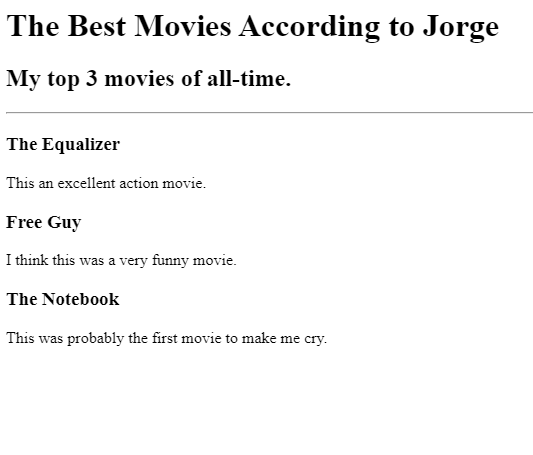 The Best Movies According to Jorge
My top 3 movies of all-time.
The Equalizer
This an excellent action movie.
Free Guy
I think this was a very funny movie.
The Notebook
This was probably the first movie to make me cry.